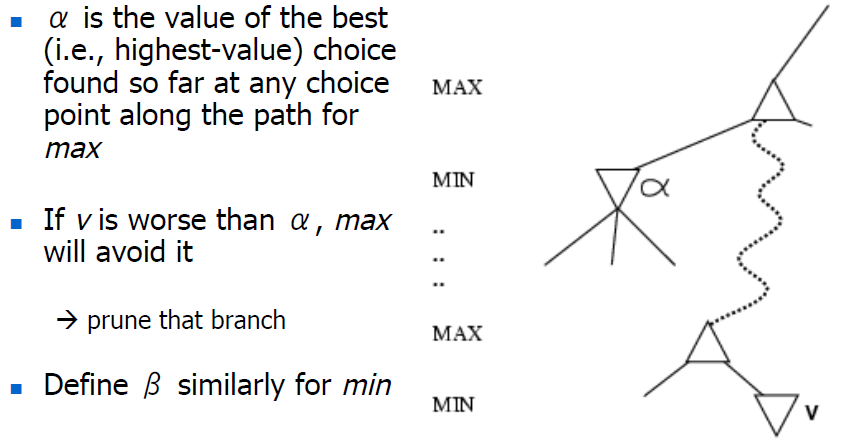 ▪ α is the value of the best
(i.e., highest-value) choice
found so far at any choice
point along the path for
max
▪ If v is worse than α, max
will avoid it
→ prune that branch
▪ Define β similarly for min
MAX
MIN
α
..
..
..
MAX
MIN
v